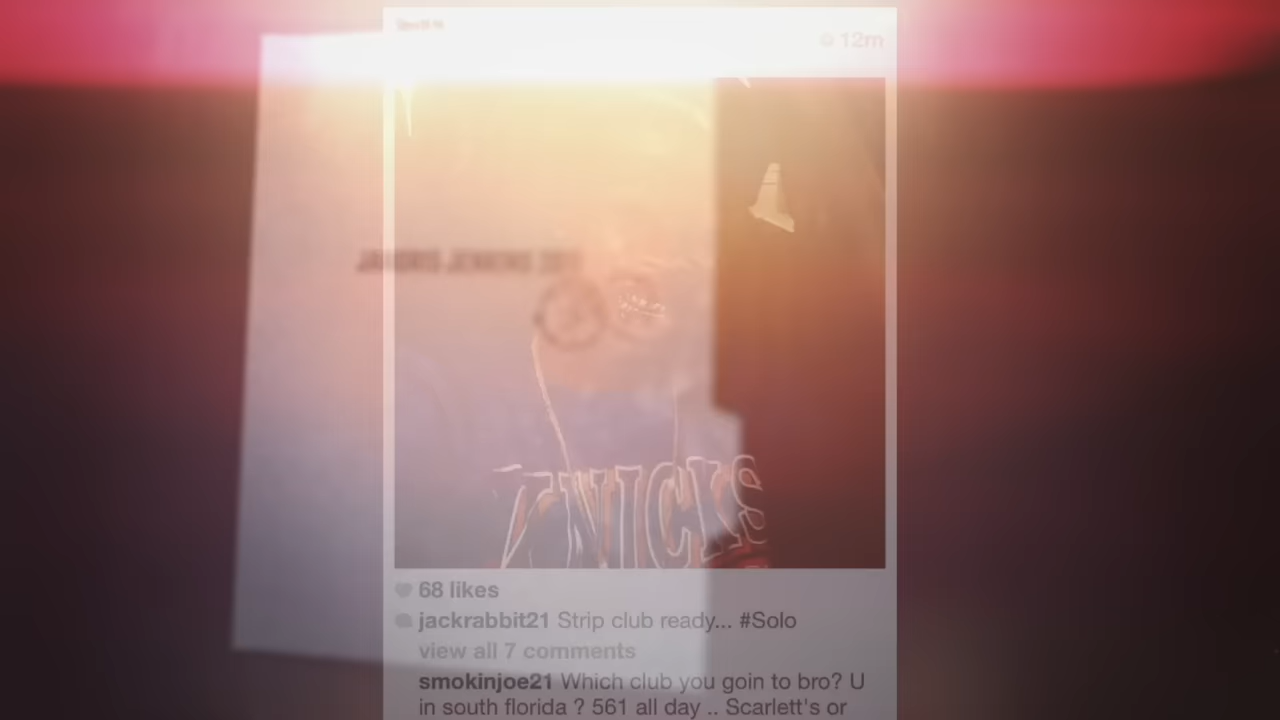 12m
KNICKS
68 likes
jackrabbit21 Strip club ready... #Solo
view all 7 comments
smokinjoe21 Which club you goin to bro? U
in south florida ? 561 all day .. Scarlett's or